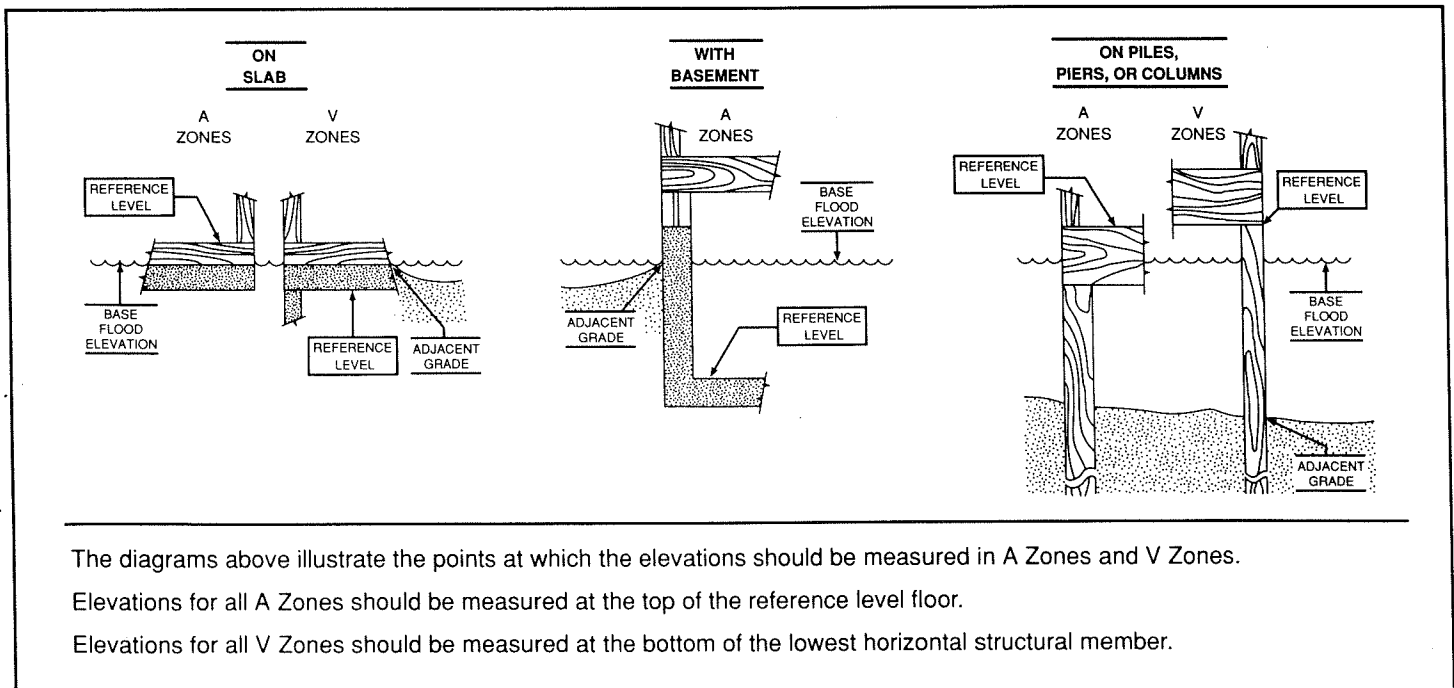 ON
SLAB
A
ZONES
V
ZONES
REFERENCE
LEVEL
BASE
FLOOD
ELEVATION
REFERENCE
LEVEL
ADJACENT
GRADE
WITH
BASEMENT
A
ZONES
BASE
FLOOD
ELEVATION
ADJACENT
GRADE
REFERENCE
LEVEL
ON PILES,
PIERS, OR COLUMNS
A
ZONES
V
ZONES
REFERENCE
LEVEL
REFERENCE
LEVEL
BASE
FLOOD
ELEVATION
ADJACENT
GRADE
The diagrams above illustrate the points at which the elevations should be measured in A Zones and V Zones.
Elevations for all A Zones should be measured at the top of the reference level floor.
Elevations for all V Zones should be measured at the bottom of the lowest horizontal structural member.